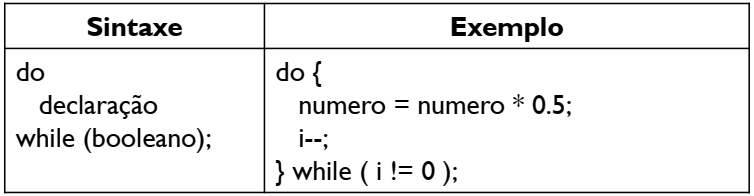 Sintaxe
Exemplo
do
declaração
while (booleano);
do {
numero = numero * 0.5;
i--;
} while ( i != 0 );